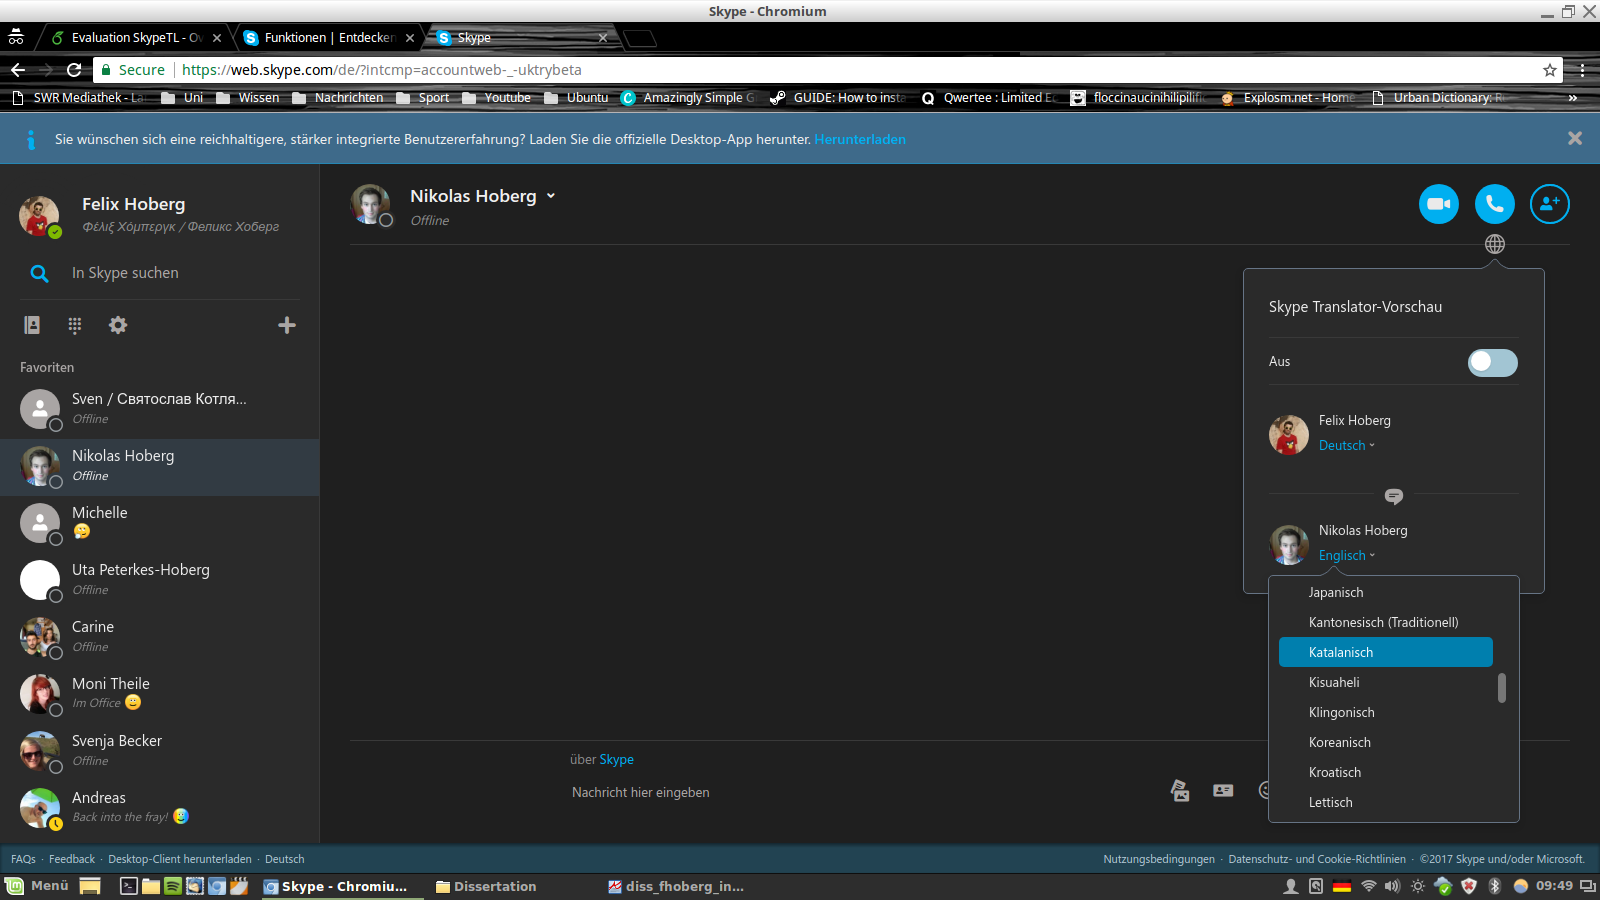 Skype - Chromium
Evaluation SkypeTL - Ov
Funktionen | Entdecken
Skype
Secure
https://web.skype.com/de/?intcmp=accountweb-_-uktrybeta
SWR Mediathek - La
Uni
Wissen
Nachrichten
Sport
Youtube
Ubuntu
Amazingly Simple G
GUIDE: How to insta
Qwertee : Limited E
floccinaucinihilipilifi
Explosm.net - Home
Urban Dictionary: R
»
Sie wünschen sich eine reichhaltigere, stärker integrierte Benutzererfahrung? Laden Sie die offizielle Desktop-App herunter. Herunterladen
Felix Hoberg
Φέλιξ Χόμπεργκ / Феликс Хоберг
In Skype suchen
Favoriten
Sven / Святослав Котля...
Offline
Nikolas Hoberg
Offline
Michelle
Uta Peterkes-Hoberg
Offline
Carine
Offline
Moni Theile
Im Office
Svenja Becker
Offline
Andreas
Back into the fray!
Nikolas Hoberg
Offline
Skype Translator-Vorschau
Aus
Felix Hoberg
Deutsch
Nikolas Hoberg
Englisch
Japanisch
Kantonesisch (Traditionell)
Katalanisch
Kisuaheli
Klingonisch
Koreanisch
Kroatisch
Lettisch
über Skype
Nachricht hier eingeben
FAQs · Feedback · Desktop-Client herunterladen · Deutsch
Nutzungsbedingungen · Datenschutz- und Cookie-Richtlinien · ©2017 Skype und/oder Microsoft.
Menü
Skype - Chromiu...
Dissertation
diss_fhoberg_in...
09:49